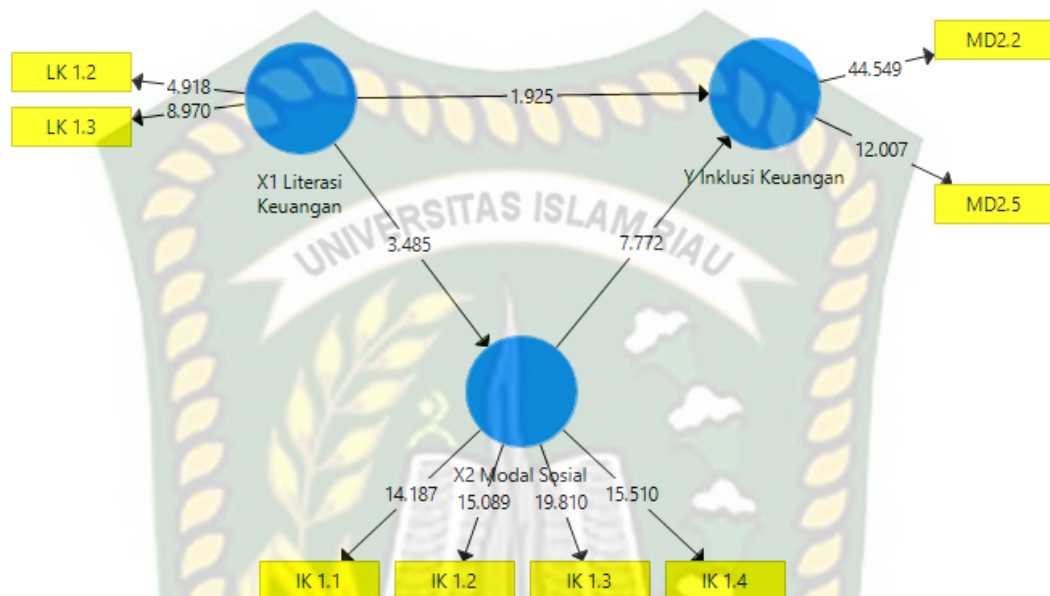 MD2.2
LK 1.2
4.918
44.549
1.925
8.970
LK 1.3
12.007
X1 Literasi
Keuangan
Y Inklusi Keuangan
MD2.5
UNIVERSITAS ISLAM RIAU
3.485
7.772
X2 Modal Sosial
14.187
15.089
19.810
15.510
IK 1.1
IK 1.2
IK 1.3
IK 1.4